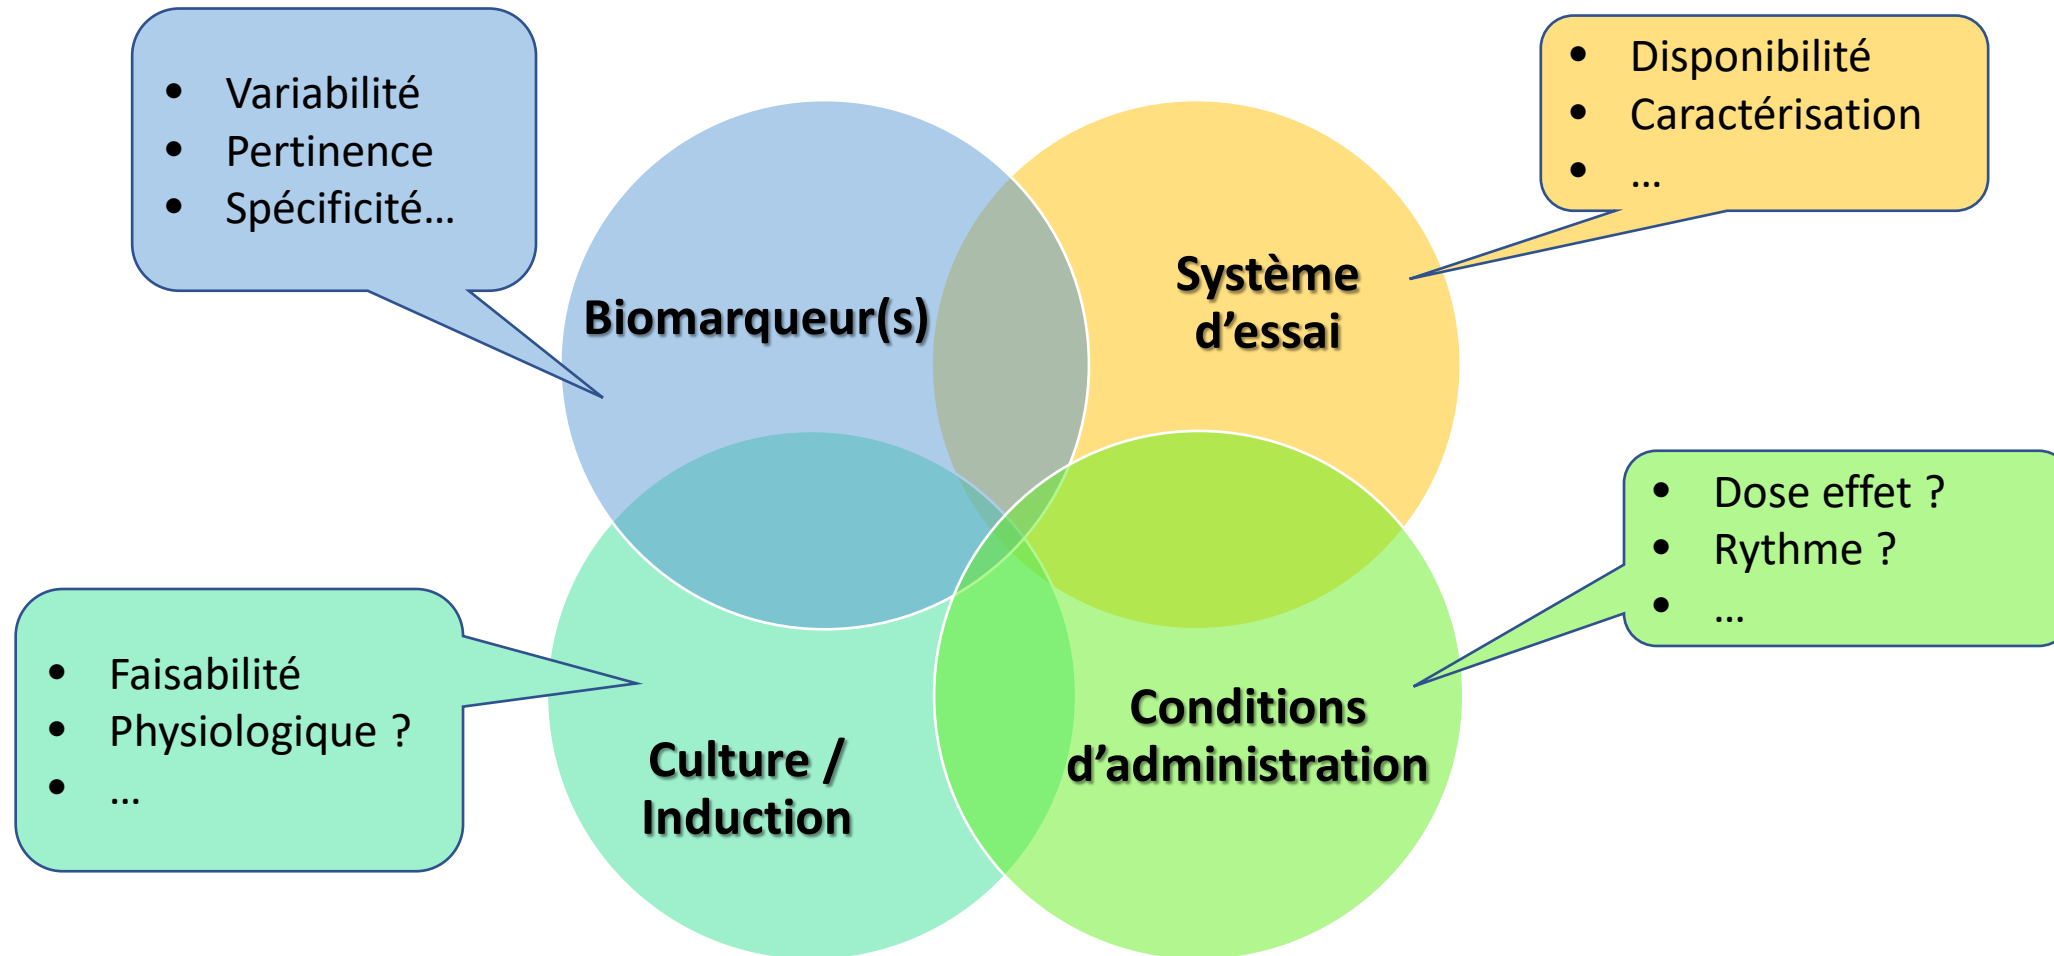 • Variabilité
• Pertinence
• Spécificité…
• Disponibilité
• Caractérisation
• …
Biomarqueur(s)
Système
d’essai
• Dose effet ?
• Rythme ?
• …
• Faisabilité
• Physiologique ?
• …
Culture /
Induction
Conditions
d’administration